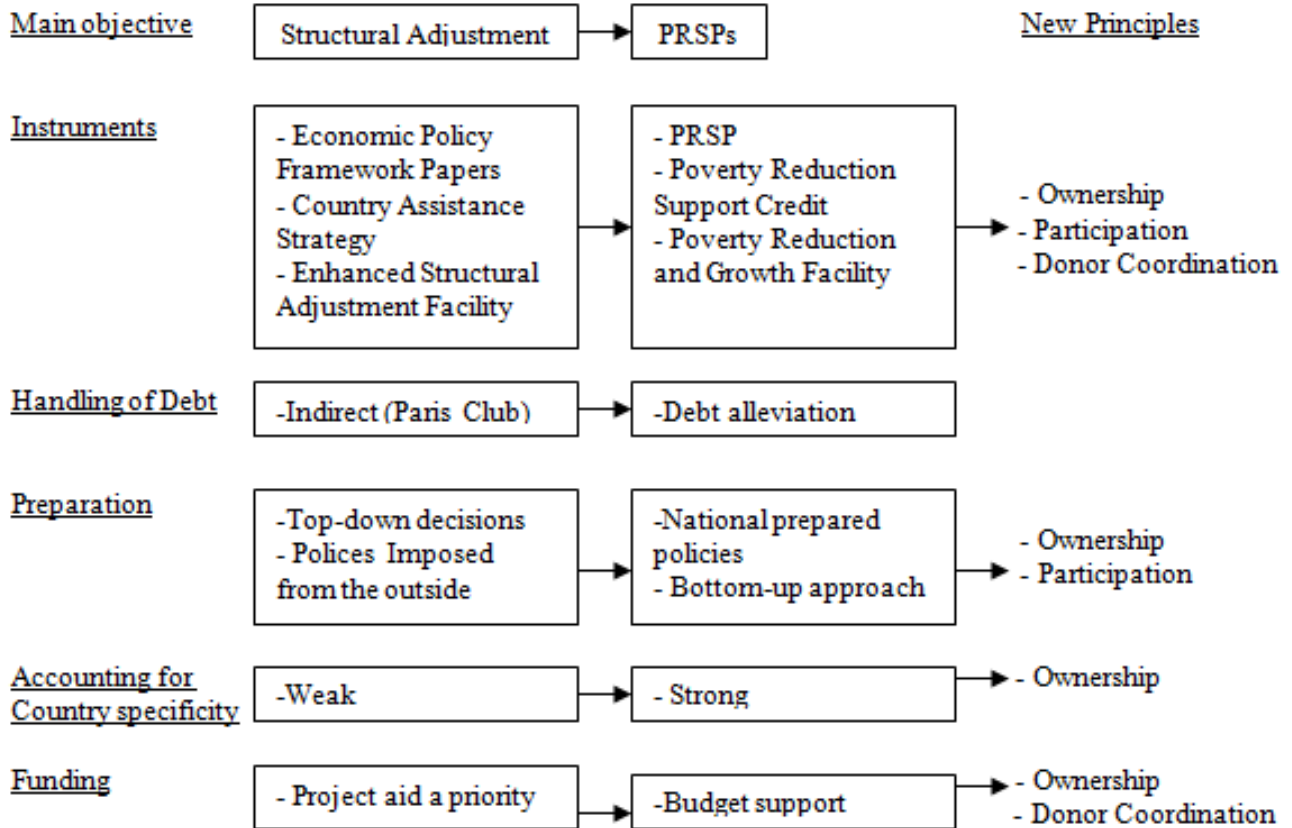 Main objective
Structural Adjustment
PRSPs
New Principles
Instruments
- Economic Policy
Framework Papers
- Country Assistance
Strategy
- Enhanced Structural
Adjustment Facility
- PRSP
- Poverty Reduction
Support Credit
- Poverty Reduction
and Growth Facility
- Ownership
- Participation
- Donor Coordination
Handling of Debt
-Indirect (Paris Club)
-Debt alleviation
Preparation
-Top-down decisions
- Polices Imposed
from the outside
-National prepared
policies
- Bottom-up approach
- Ownership
- Participation
Accounting for
Country specificity
-Weak
- Strong
- Ownership
Funding
- Project aid a priority
-Budget support
- Ownership
- Donor Coordination